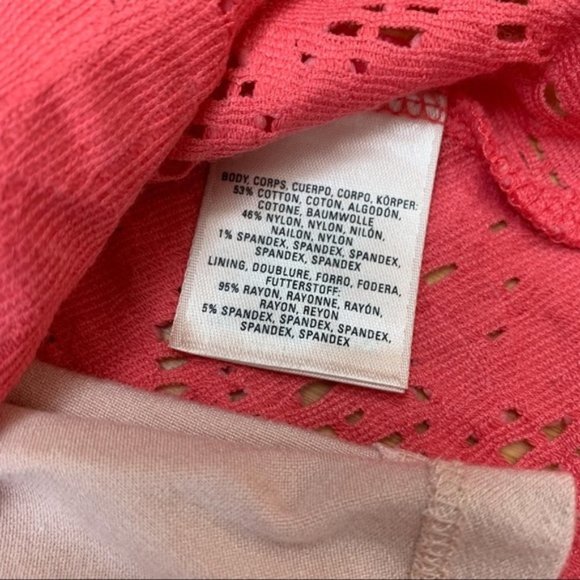 BODY, CORPS, CUERPO, CORPO, KÖRPER:
53% COTTON, COTON, ALGODÓN,
COTONE, BAUMWOLLE
46% NYLON, NYLON, NILÓN,
NAILON, NYLON
1% SPANDEX, SPANDEX, SPANDEX,
SPANDEX, SPANDEX
LINING, DOUBLURE, FORRO, FODERA,
FUTTERSTOFF:
95% RAYON, RAYONNE, RAYÓN,
RAYON, REYON
5% SPANDEX, SPANDEX, SPANDEX,
SPANDEX, SPANDEX